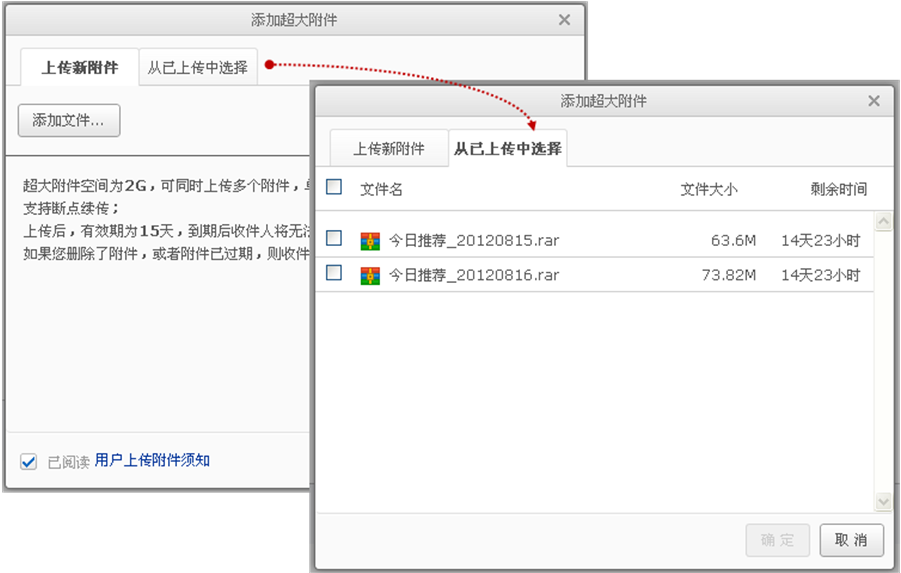 添加超大附件
上传新附件 从已上传中选择
添加文件...
超大附件空间为2G，可同时上传多个附件，
支持断点续传；
上传后，有效期为15天，到期后收件人将无法
如果您删除了附件，或者附件已过期，则收件
已阅读 用户上传附件须知
添加超大附件
上传新附件 从已上传中选择
文件名 文件大小 剩余时间
今日推荐_20120815.rar 63.6M 14天23小时
今日推荐_20120816.rar 73.82M 14天23小时
确 定 取 消